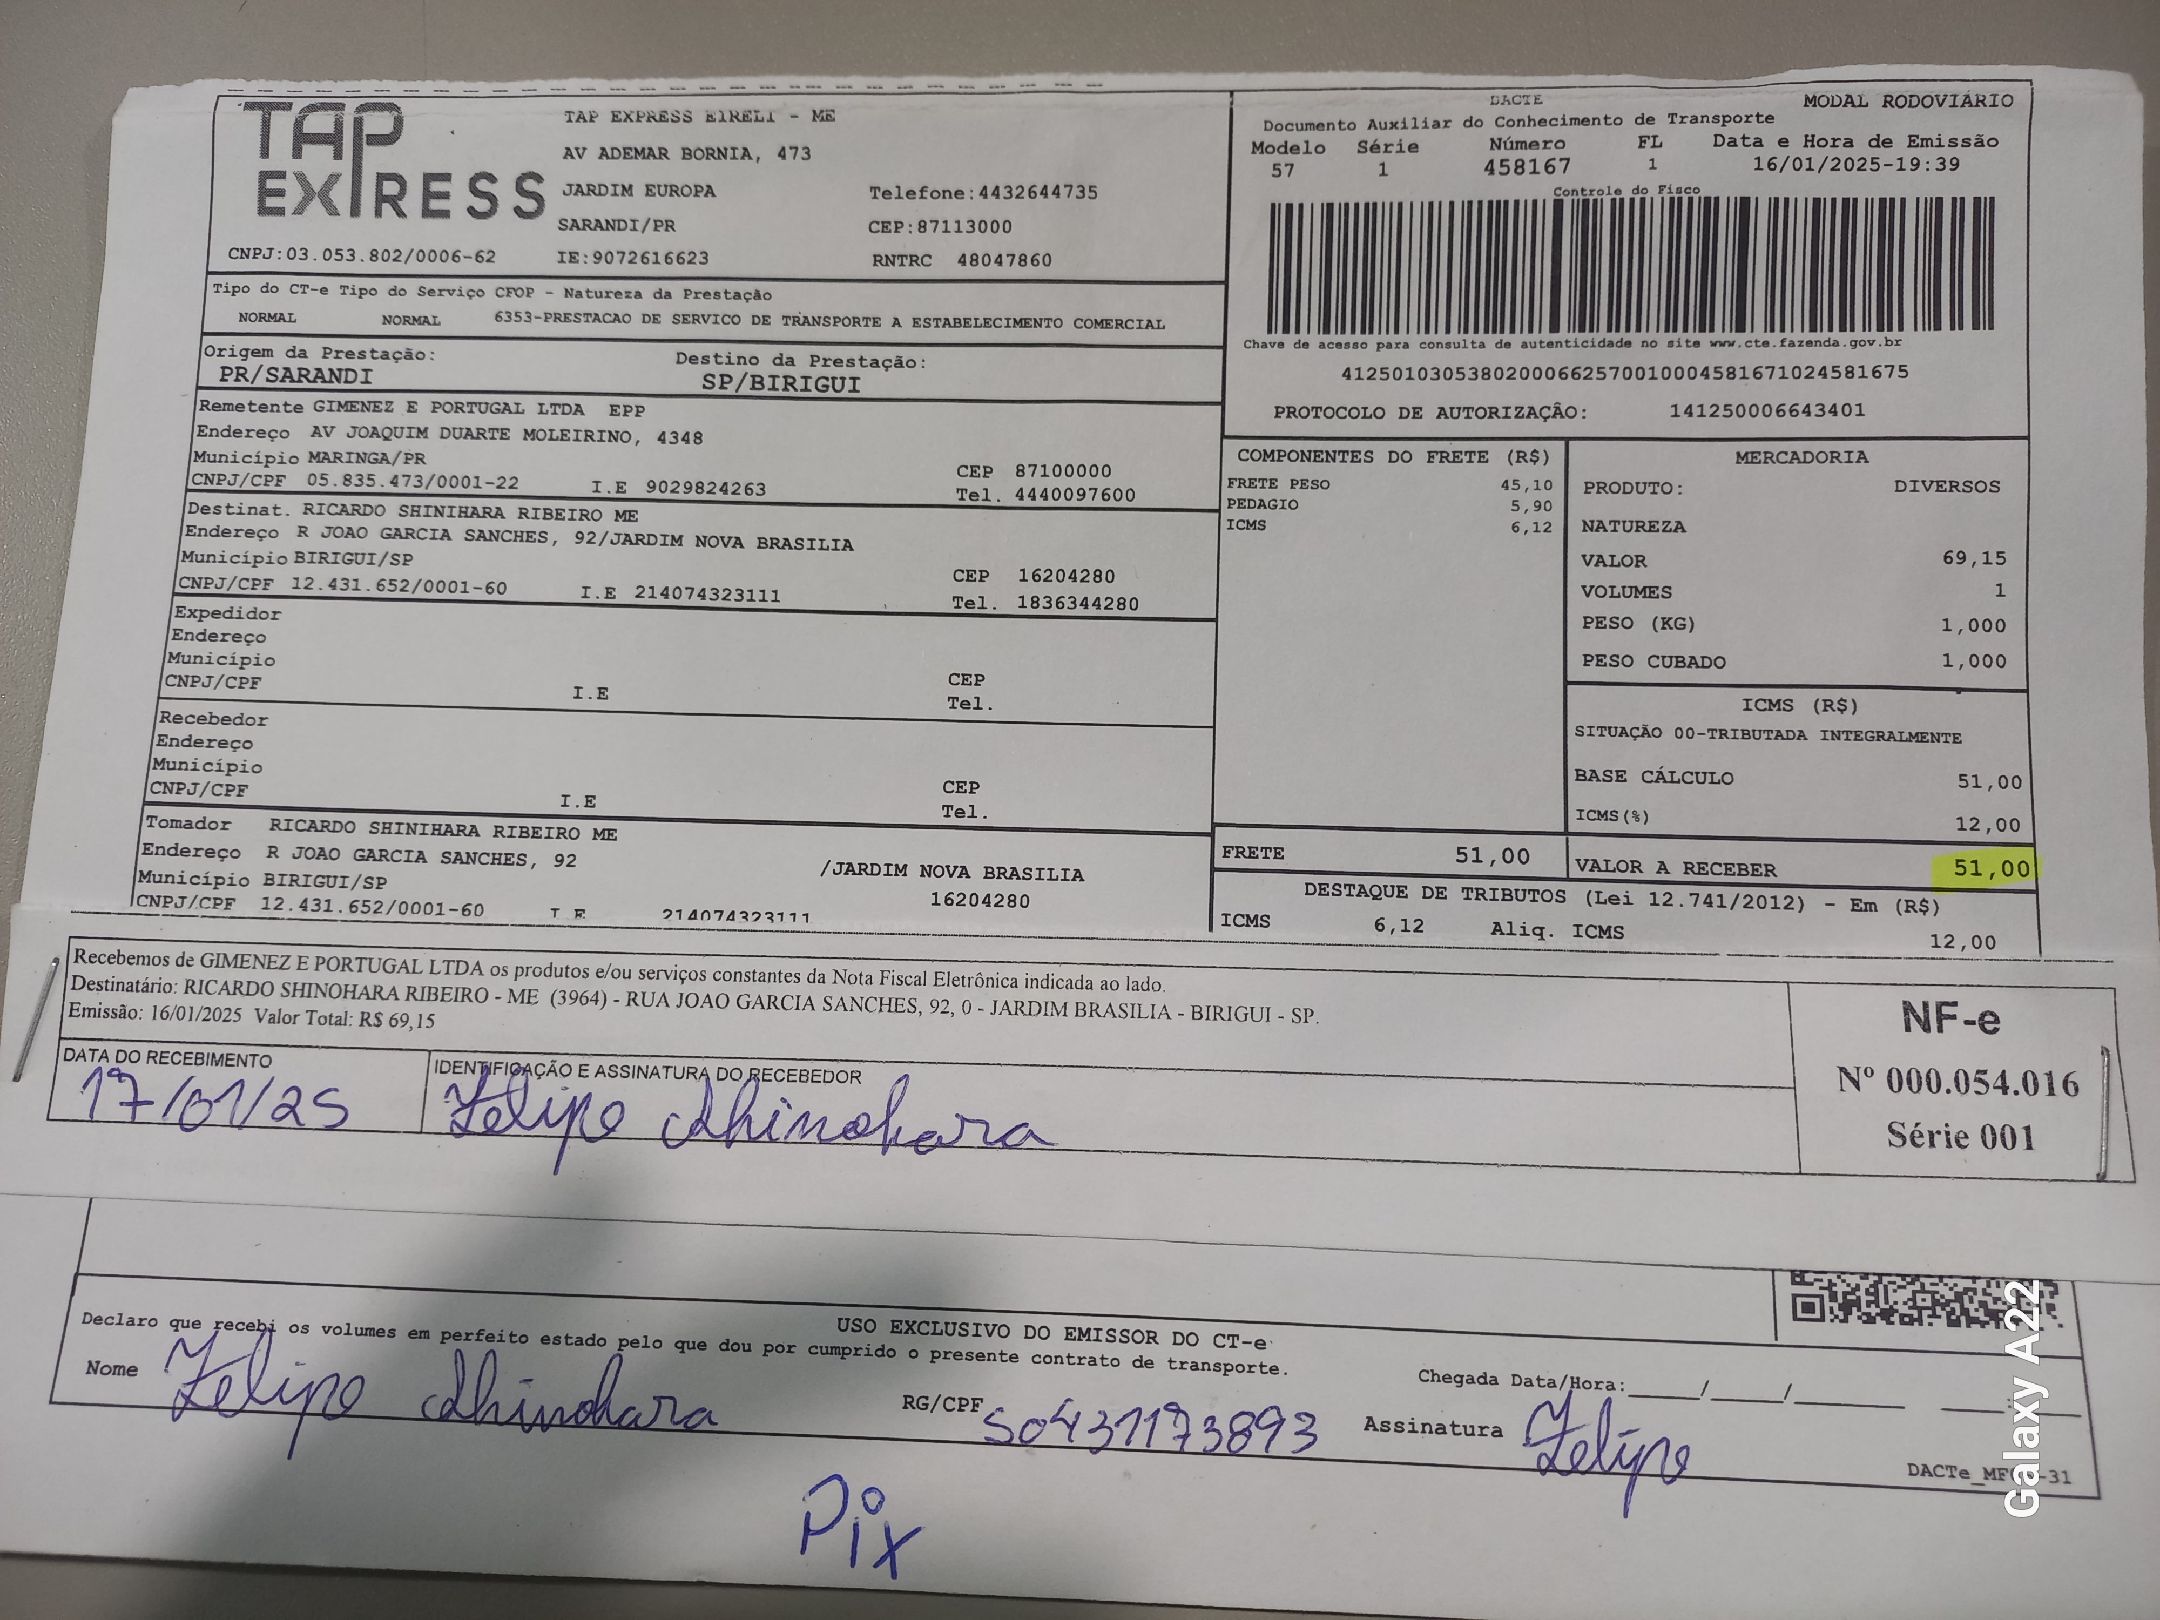 TAP EXPRESS
TAP EXPRESS EIRELI - ME
AV ADEMAR BORNIA, 473
JARDIM EUROPA Telefone:4432644735
SARANDI/PR CEP:87113000
CNPJ:03.053.802/0006-62 IE:9072616623 RNTRC 48047860
DACTE MODAL RODOVIÁRIO
Documento Auxiliar do Conhecimento de Transporte
Modelo Série Número FL Data e Hora de Emissão
57 1 458167 1 16/01/2025-19:39
Controle do Fisco
Chave de acesso para consulta de autenticidade no site www.cte.fazenda.gov.br
41250103053802000662570010004581671024581675
PROTOCOLO DE AUTORIZAÇÃO: 141250006643401
Tipo do CT-e Tipo do Serviço CFOP - Natureza da Prestação
NORMAL NORMAL 6353-PRESTACAO DE SERVICO DE TRANSPORTE A ESTABELECIMENTO COMERCIAL
Origem da Prestação: Destino da Prestação:
PR/SARANDI SP/BIRIGUI
Remetente GIMENEZ E PORTUGAL LTDA EPP
Endereço AV JOAQUIM DUARTE MOLEIRINO, 4348
Município MARINGA/PR CEP 87100000
CNPJ/CPF 05.835.473/0001-22 I.E 9029824263 Tel. 4440097600
Destinat. RICARDO SHINIHARA RIBEIRO ME
Endereço R JOAO GARCIA SANCHES, 92/JARDIM NOVA BRASILIA
Município BIRIGUI/SP CEP 16204280
CNPJ/CPF 12.431.652/0001-60 I.E 214074323111 Tel. 1836344280
Expedidor
Endereço
Município CEP
CNPJ/CPF I.E Tel.
Recebedor
Endereço
Município CEP
CNPJ/CPF I.E Tel.
Tomador RICARDO SHINIHARA RIBEIRO ME
Endereço R JOAO GARCIA SANCHES, 92 /JARDIM NOVA BRASILIA
Município BIRIGUI/SP 16204280
CNPJ/CPF 12.431.652/0001-60 I.E 214074323111
COMPONENTES DO FRETE (R$)
FRETE PESO 45,10
PEDAGIO 5,90
ICMS 6,12
MERCADORIA
PRODUTO: DIVERSOS
NATUREZA
VALOR 69,15
VOLUMES 1
PESO (KG) 1,000
PESO CUBADO 1,000
ICMS (R$)
SITUAÇÃO 00-TRIBUTADA INTEGRALMENTE
BASE CÁLCULO 51,00
ICMS(%) 12,00
FRETE 51,00 VALOR A RECEBER 51,00
DESTAQUE DE TRIBUTOS (Lei 12.741/2012) - Em (R$)
ICMS 6,12 Aliq. ICMS 12,00
Recebemos de GIMENEZ E PORTUGAL LTDA os produtos e/ou serviços constantes da Nota Fiscal Eletrônica indicada ao lado.
Destinatário: RICARDO SHINOHARA RIBEIRO - ME (3964) - RUA JOAO GARCIA SANCHES, 92, 0 - JARDIM BRASILIA - BIRIGUI - SP.
Emissão: 16/01/2025 Valor Total: R$ 69,15
DATA DO RECEBIMENTO IDENTIFICAÇÃO E ASSINATURA DO RECEBEDOR
17/01/25 Felipe Shinohara
NF-e
Nº 000.054.016
Série 001
USO EXCLUSIVO DO EMISSOR DO CT-e
Declaro que recebi os volumes em perfeito estado pelo que dou por cumprido o presente contrato de transporte.
Nome Felipe Shinohara RG/CPF 50431173893 Chegada Data/Hora:____/____/______ ___:___
Assinatura Felipe
Pix
Galaxy A22